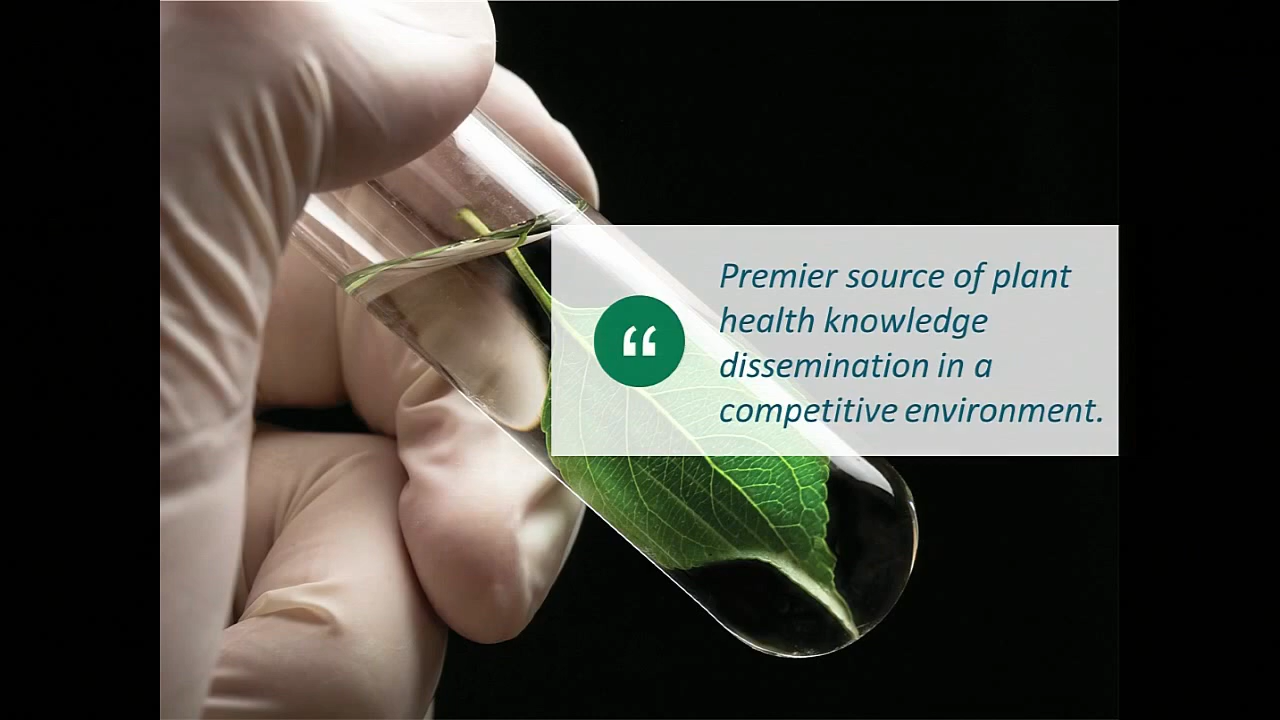 “
Premier source of plant
health knowledge
dissemination in a
competitive environment.